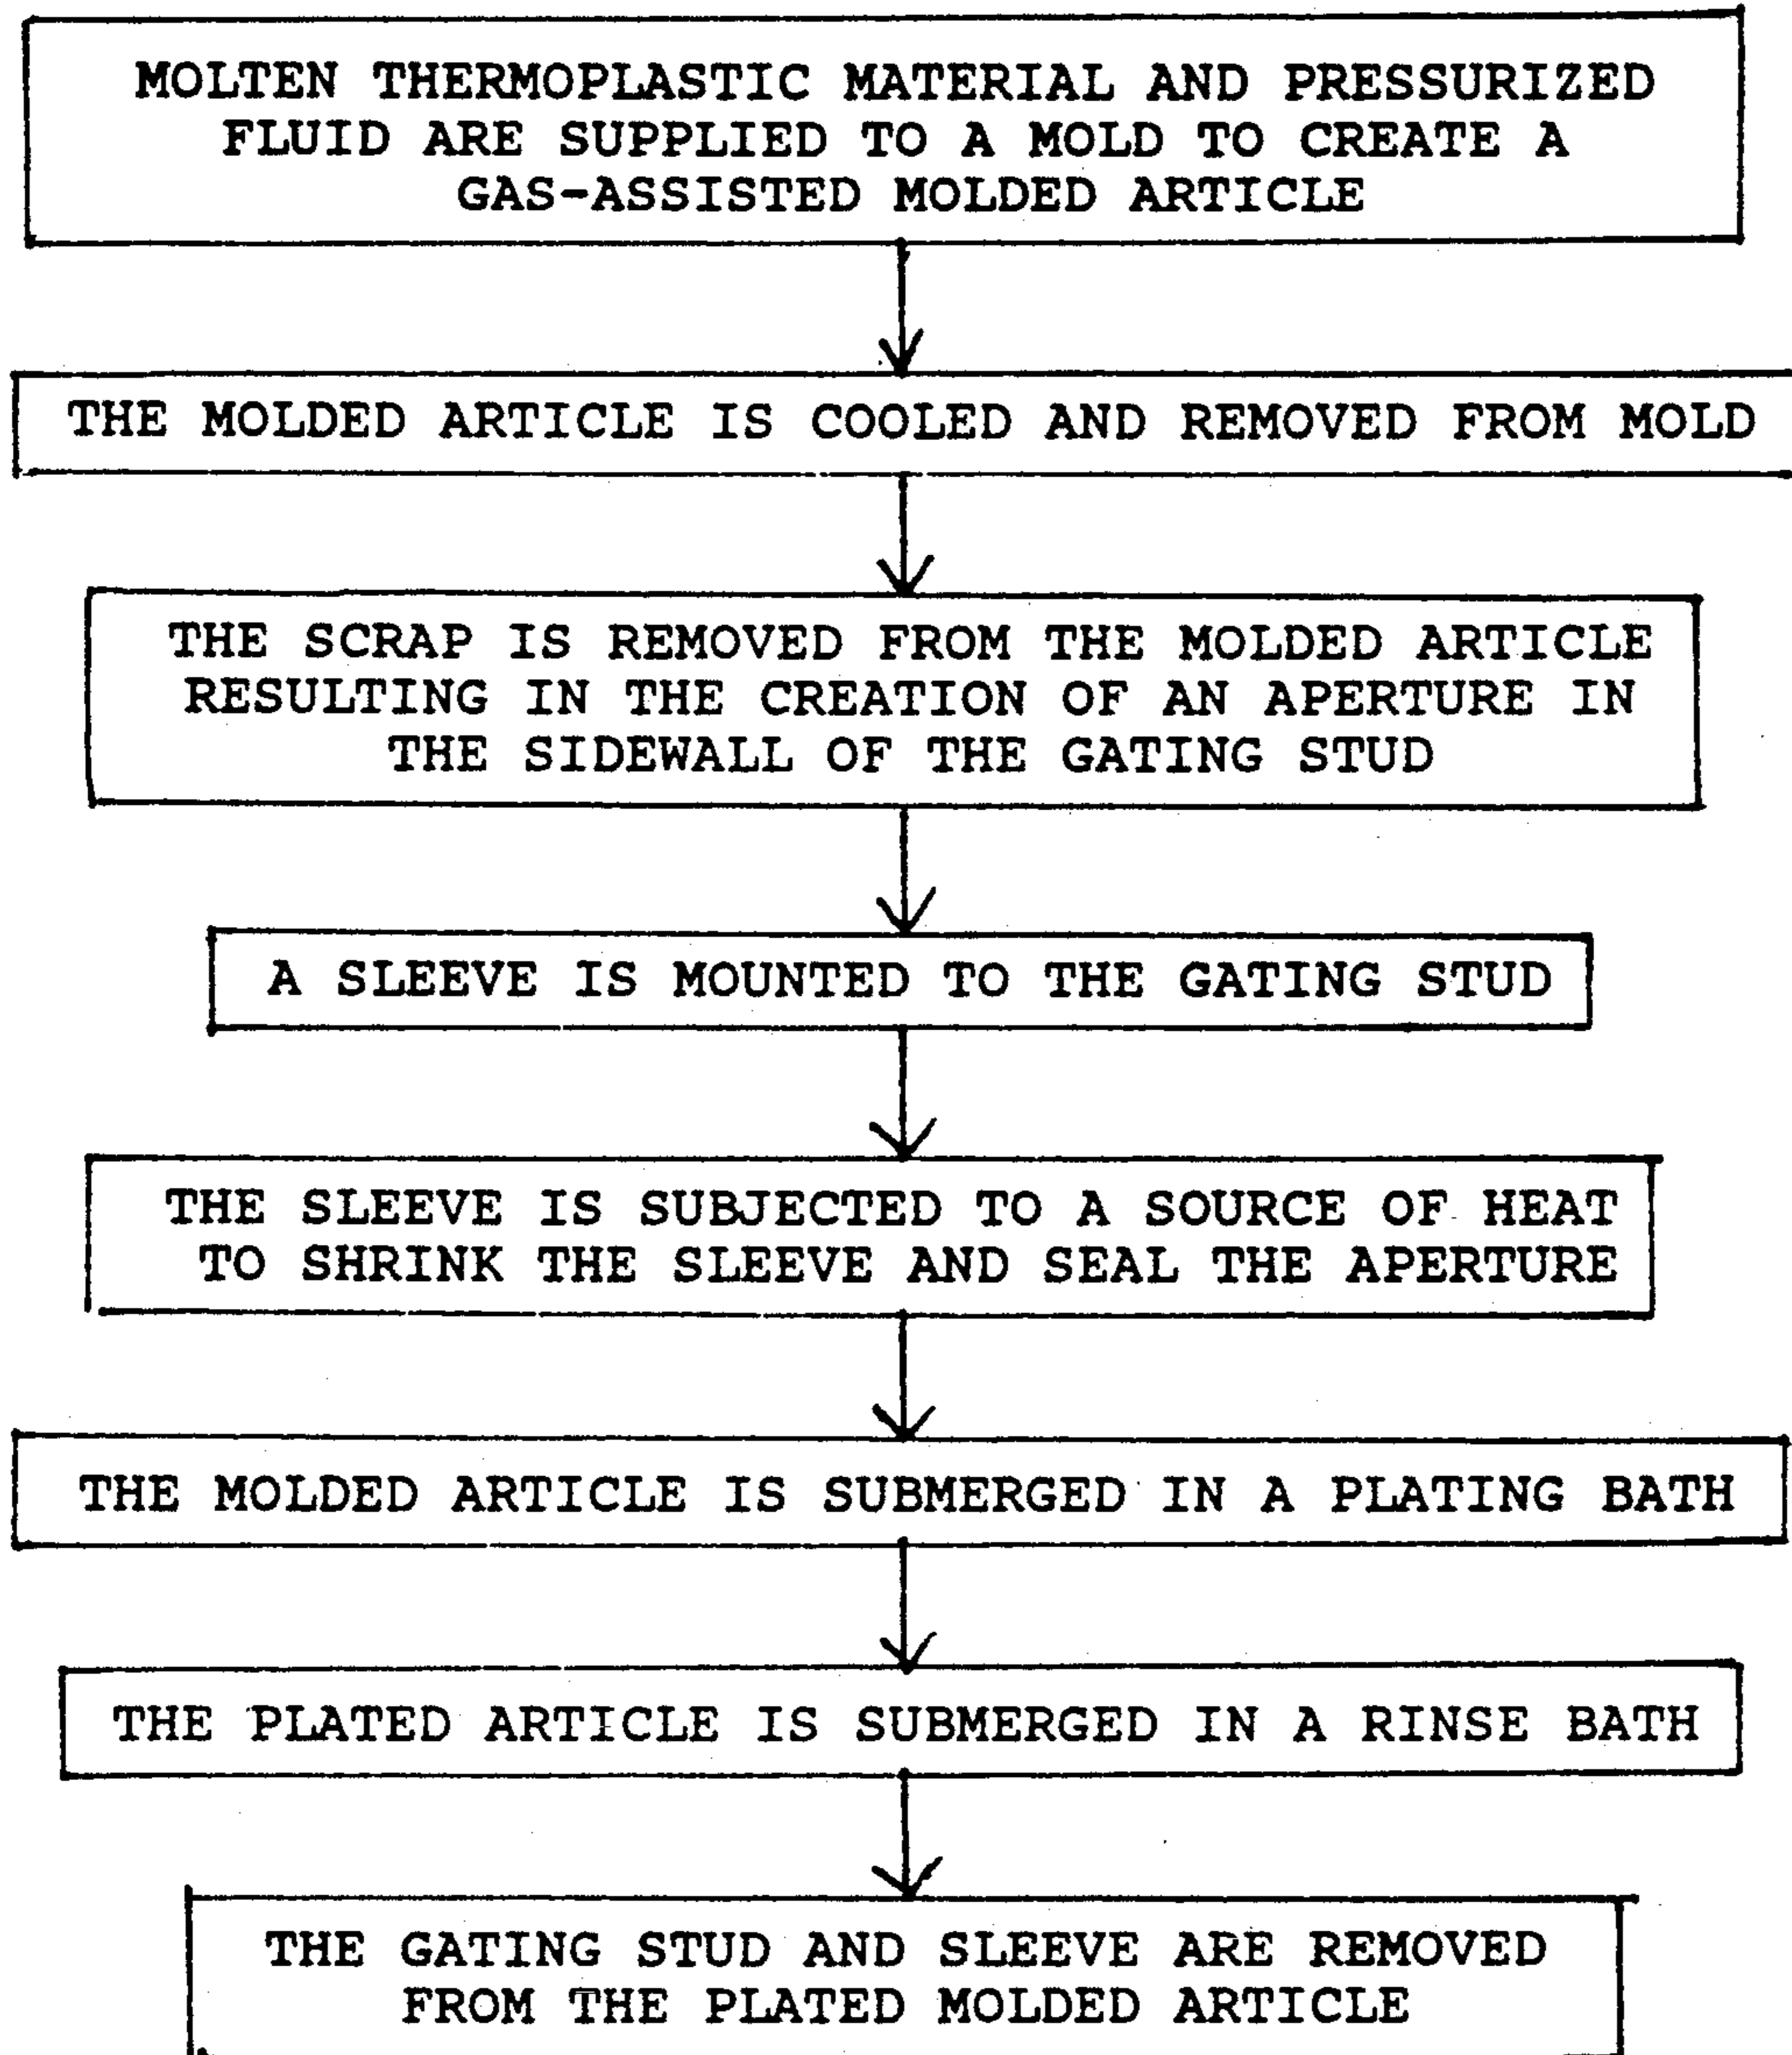 MOLTEN THERMOPLASTIC MATERIAL AND PRESSURIZED
FLUID ARE SUPPLIED TO A MOLD TO CREATE A
GAS-ASSISTED MOLDED ARTICLE
THE MOLDED ARTICLE IS COOLED AND REMOVED FROM MOLD
THE SCRAP IS REMOVED FROM THE MOLDED ARTICLE
RESULTING IN THE CREATION OF AN APERTURE IN
THE SIDEWALL OF THE GATING STUD
A SLEEVE IS MOUNTED TO THE GATING STUD
THE SLEEVE IS SUBJECTED TO A SOURCE OF HEAT
TO SHRINK THE SLEEVE AND SEAL THE APERTURE
THE MOLDED ARTICLE IS SUBMERGED IN A PLATING BATH
THE PLATED ARTICLE IS SUBMERGED IN A RINSE BATH
THE GATING STUD AND SLEEVE ARE REMOVED
FROM THE PLATED MOLDED ARTICLE